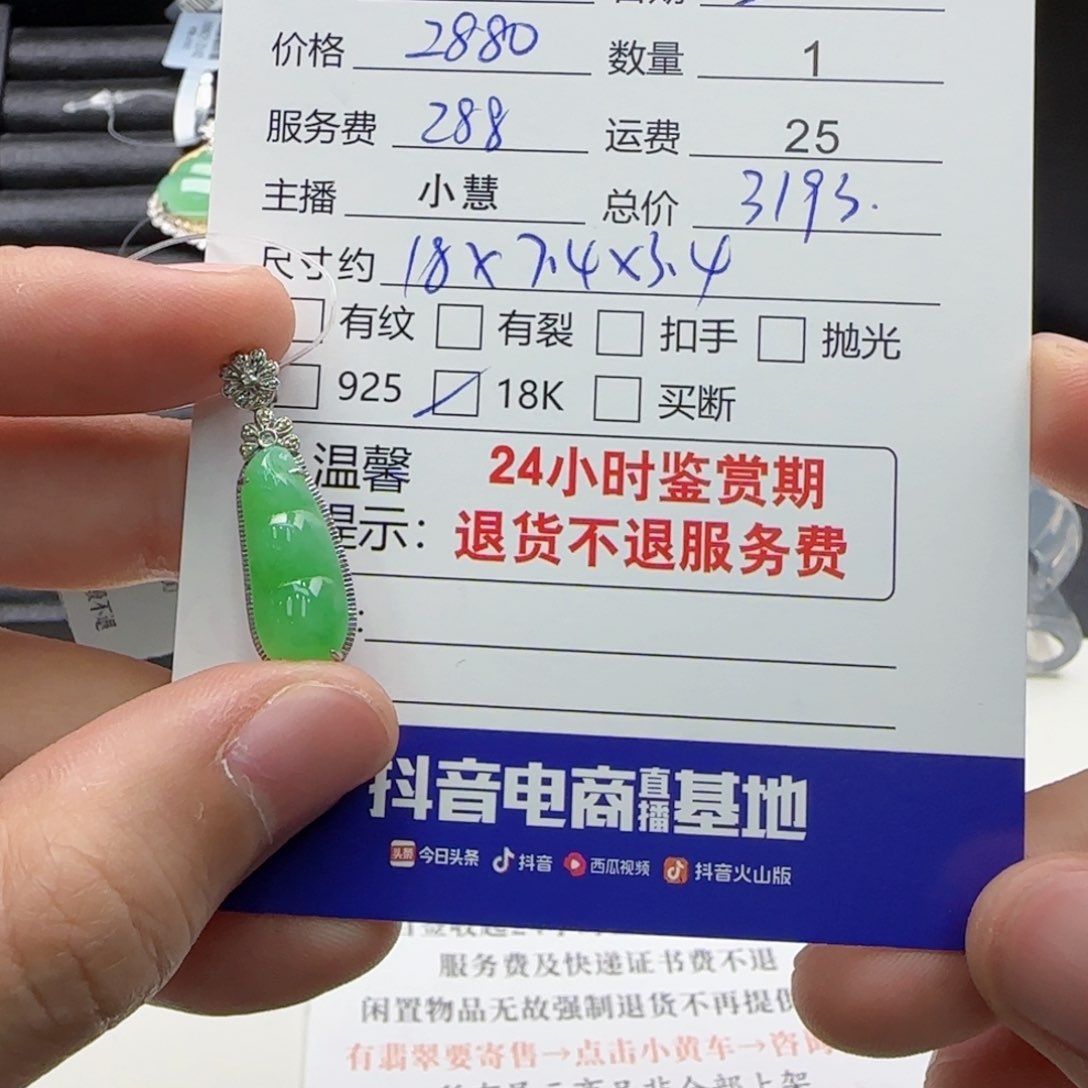 价格 2880 数量 1
服务费 288 运费 25
主播 小慧 总价 3193.
尺寸约 18×7.4×3.4
有纹 有裂 扣手 抛光
925 18K 买断
温馨 24小时鉴赏期
提示: 退货不退服务费
抖音电商直播基地
头条 今日头条 抖音 西瓜视频 抖音火山版
服务费及快递证书费不退
闲置物品无故强制退货不再提供
有翡翠要寄售→点击小黄车→咨询